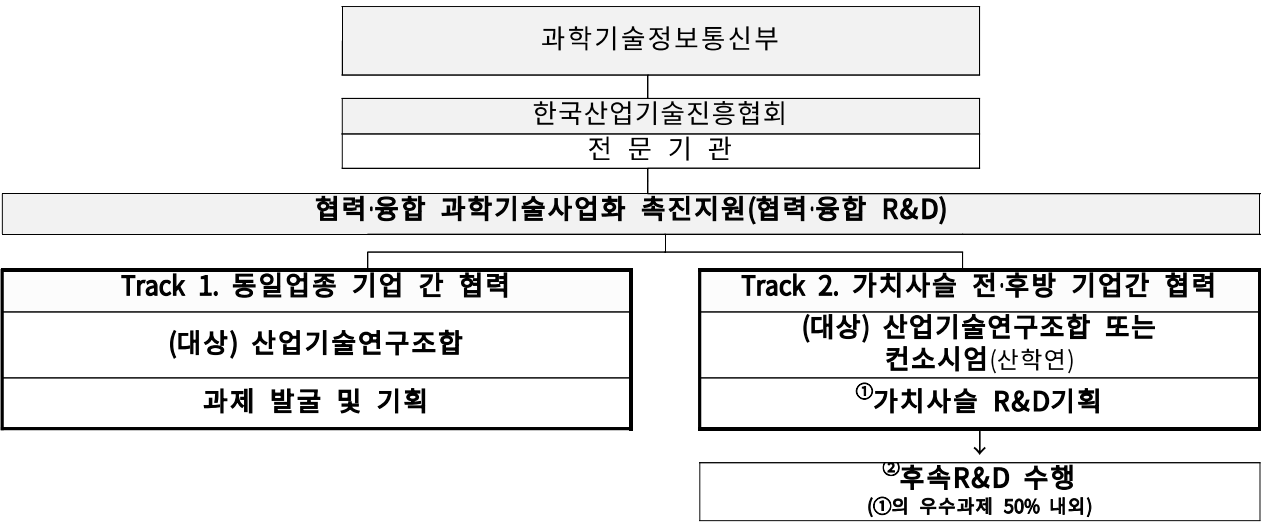 과학기술정보통신부
한국산업기술진흥협회
전 문 기 관
협력·융합 과학기술사업화 촉진지원(협력·융합 R&D)
Track 1. 동일업종 기업 간 협력
(대상) 산업기술연구조합
과제 발굴 및 기획
Track 2. 가치사슬 전·후방 기업간 협력
(대상) 산업기술연구조합 또는
컨소시엄(산학연)
①가치사슬 R&D기획
②후속R&D 수행
(①의 우수과제 50% 내외)